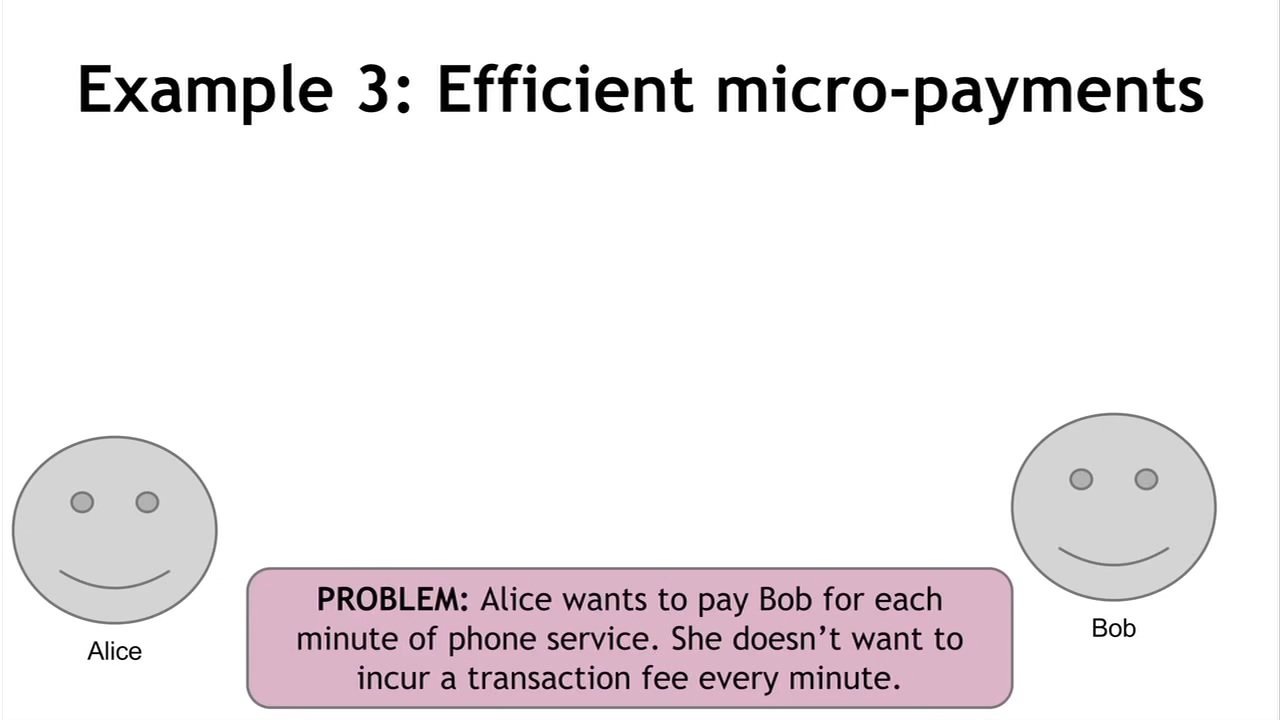 Example 3: Efficient micro-payments
Alice
Bob
PROBLEM: Alice wants to pay Bob for each
minute of phone service. She doesn’t want to
incur a transaction fee every minute.